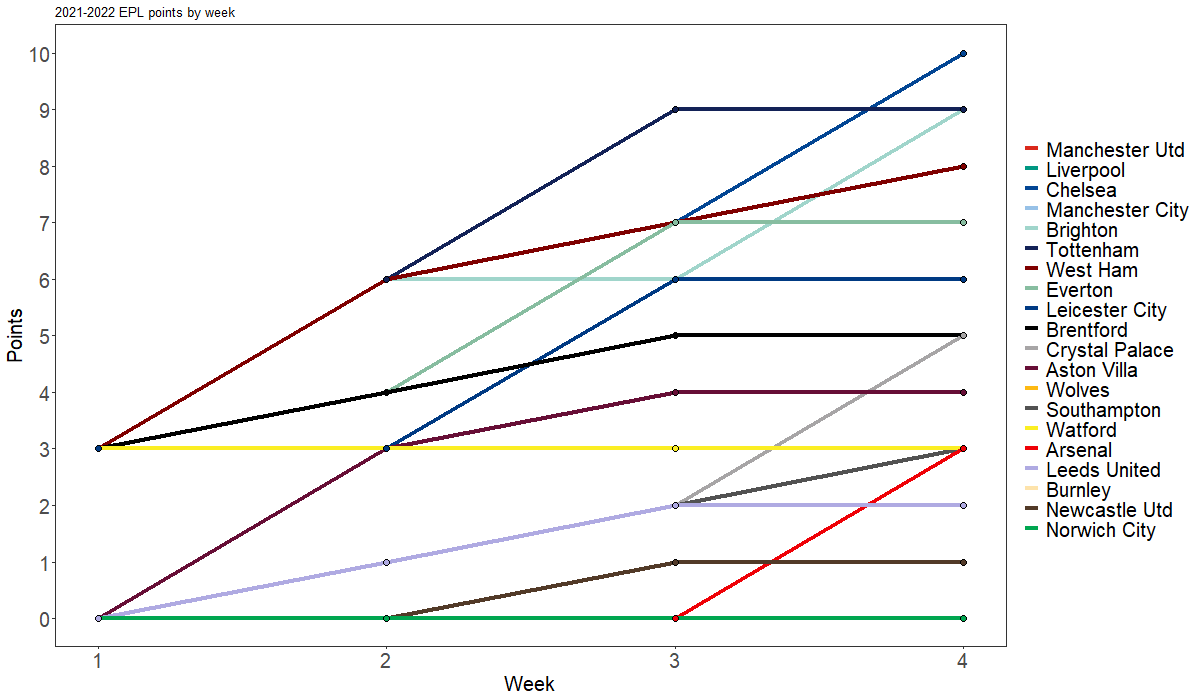 2021-2022 EPL points by week
10
9
8
7
6
5
4
3
2
1
0
Points
1 2 3 4
Week
Manchester Utd
Liverpool
Chelsea
Manchester City
Brighton
Tottenham
West Ham
Everton
Leicester City
Brentford
Crystal Palace
Aston Villa
Wolves
Southampton
Watford
Arsenal
Leeds United
Burnley
Newcastle Utd
Norwich City